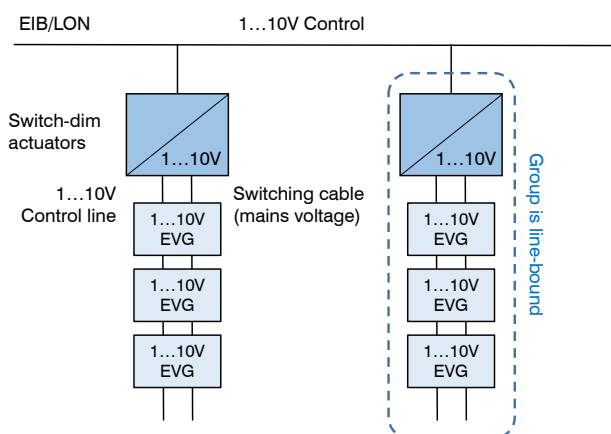 EIB/LON
1...10V Control
Switch-dim
actuators
1...10V
1...10V
Control line
Switching cable
(mains voltage)
1...10V
EVG
1...10V
EVG
1...10V
EVG
1...10V
1...10V
EVG
1...10V
EVG
1...10V
EVG
Group is line-bound